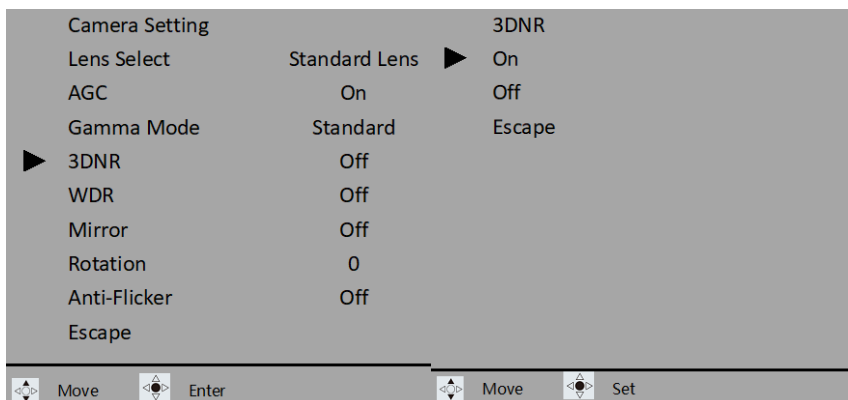 Camera Setting
Lens Select Standard Lens
AGC On
Gamma Mode Standard
3DNR Off
WDR Off
Mirror Off
Rotation 0
Anti-Flicker Off
Escape
Move Enter
3DNR
On
Off
Escape
Move Set